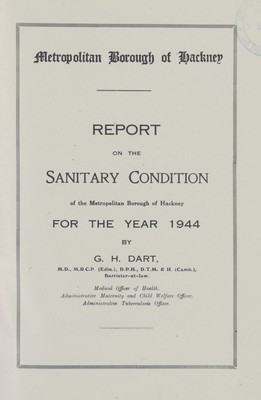 Metropolitan Borough of Hackney
REPORT
ON THE
SANITARY CONDITION
of the Metropolitan Borough of Hackney
FOR THE YEAR 1944
BY
G. H. DART,
M.D., M.R.C.P. (Edin.), D.P.H., D.T.M. & H. (Camb.),
Barrister-at-law.
Medical Officer of Health.
Administrative Maternity and Child Welfare Officer.
Administrative Tuberculosis Officer.